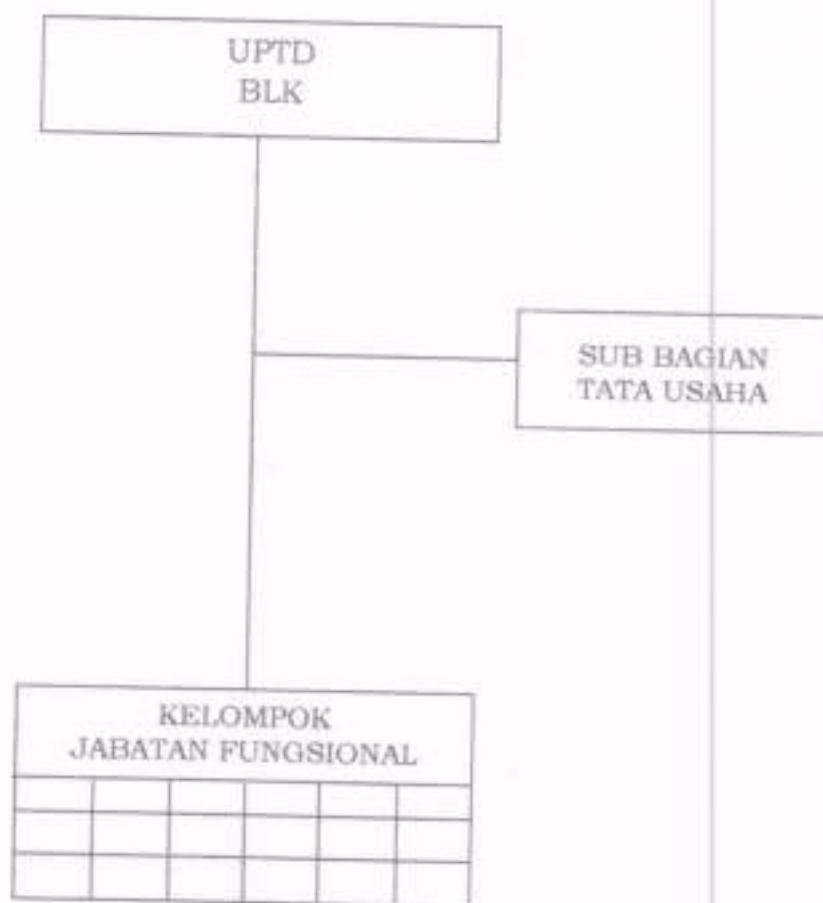 UPTD
BLK
SUB BAGIAN
TATA USAHA
KELOMPOK
JABATAN FUNGSIONAL